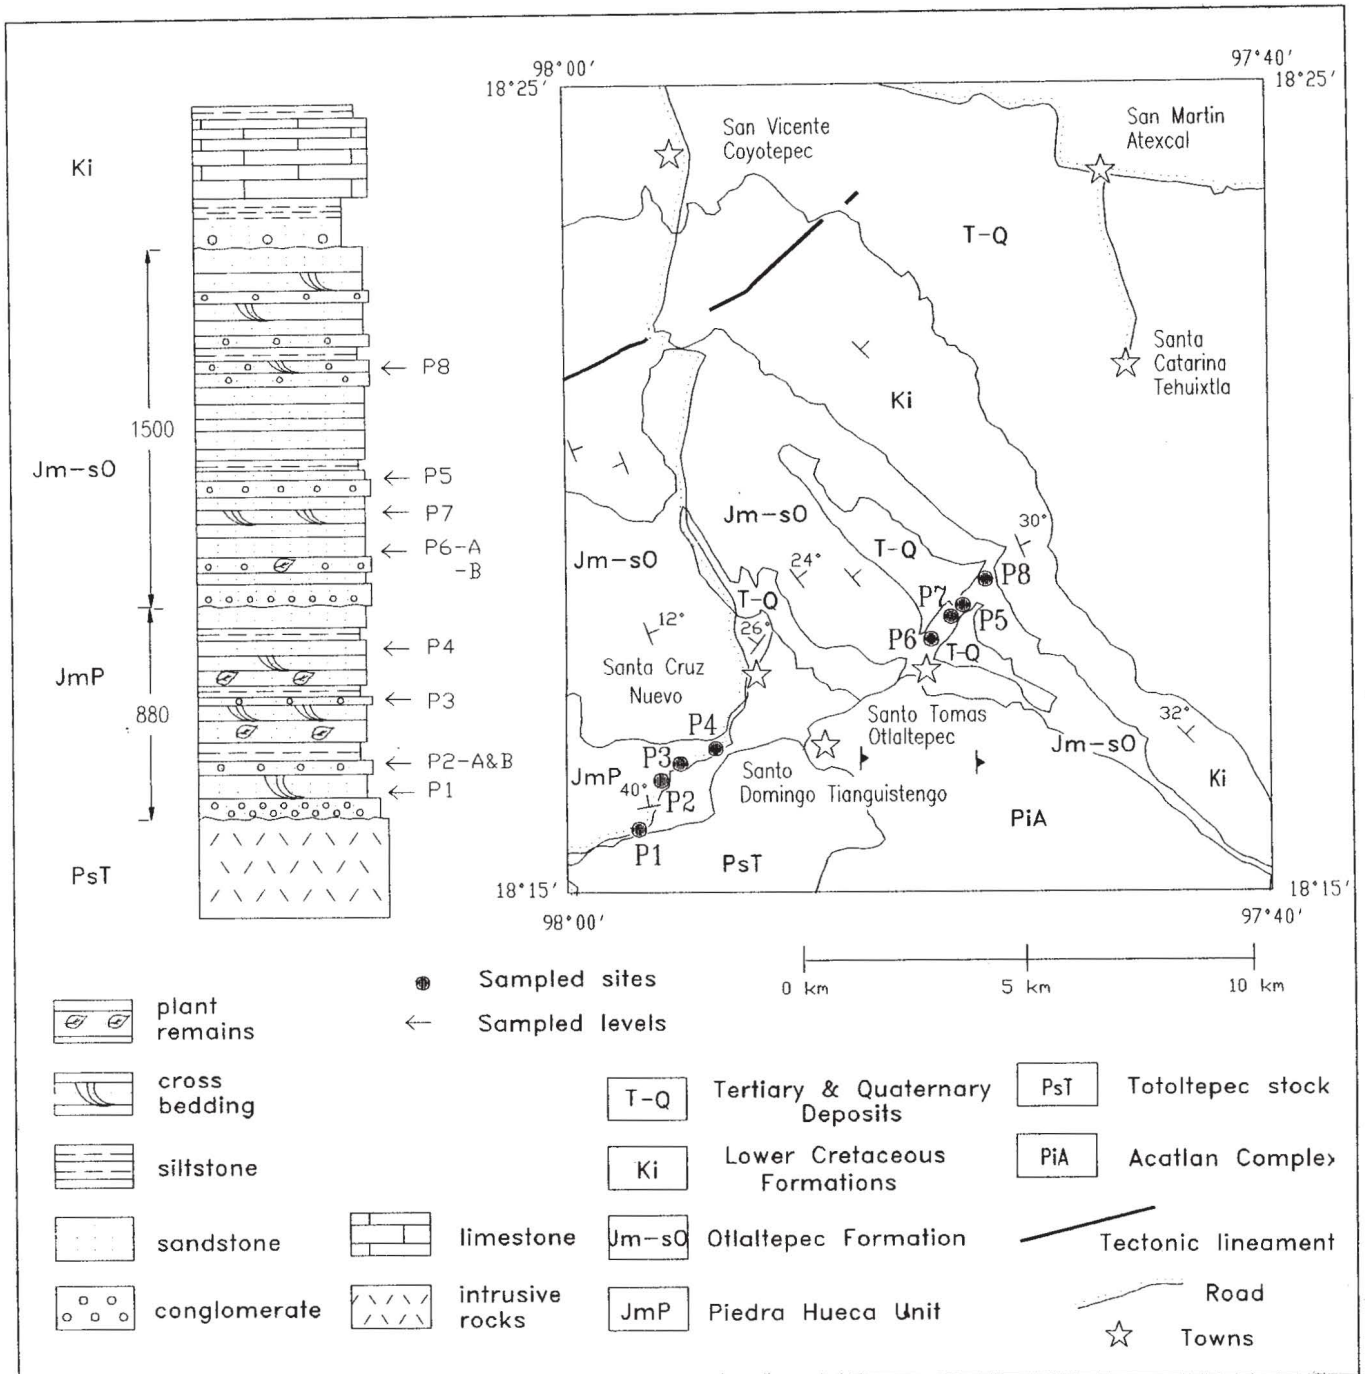 Ki
1500
Jm-sO
JmP
880
PsT
P8
P5
P7
P6-A
-B
P4
P3
P2-A&B
P1
98°00′
97°40′
18°25′
18°25′
San Vicente
Coyotepec
San Martin
Atexcal
T-Q
Santa
Catarina
Tehuixtla
Ki
Jm-sO
T-Q
30°
Jm-sO
24°
P8
P7
T-Q
P5
12°
26°
P6
T-Q
Santa Cruz
Nuevo
Santo Tomas
Otlaltepec
32°
Jm-sO
P4
P3
JmP
Santo
Domingo Tianguistengo
40°
P2
Ki
P1
PsT
PiA
18°15′
18°15′
98°00′
97°40′
0 km
5 km
10 km
plant
remains
cross
bedding
siltstone
sandstone
conglomerate
Sampled sites
Sampled levels
limestone
intrusive
rocks
T-Q
Tertiary & Quaternary
Deposits
Ki
Lower Cretaceous
Formations
Jm-sO
Otlaltepec Formation
JmP
Piedra Hueca Unit
PsT
Totoltepec stock
PiA
Acatlan Complex
Tectonic lineament
Road
Towns